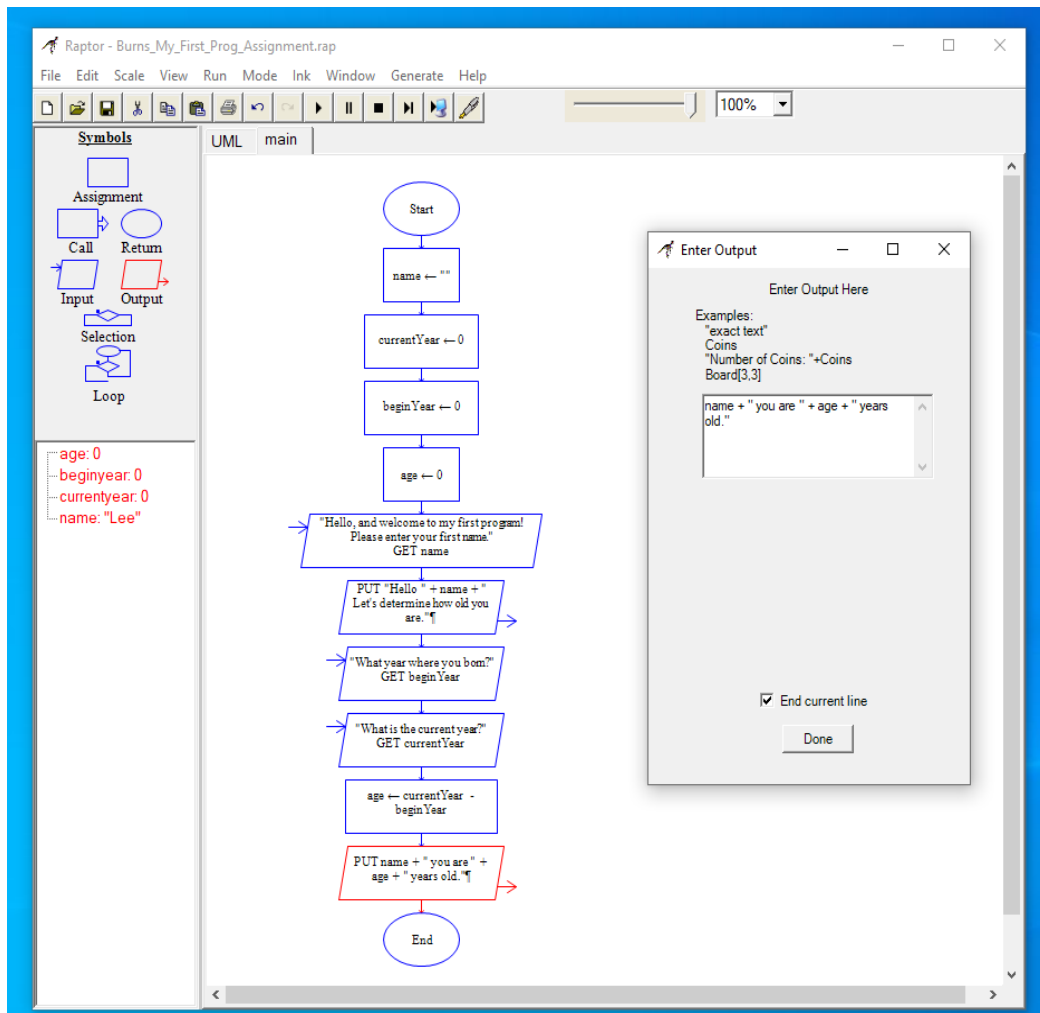 Raptor - Burns_My_First_Prog_Assignment.rap
File Edit Scale View Run Mode Ink Window Generate Help
100%
Symbols
Assignment
Call Return
Input Output
Selection
Loop
age: 0
beginyear: 0
currentyear: 0
name: "Lee"
UML main
Start
name ← ""
currentYear ← 0
beginYear ← 0
age ← 0
"Hello, and welcome to my first program!
Please enter your first name."
GET name
PUT "Hello " + name + "
Let's determine how old you
are."¶
"What year where you born?"
GET beginYear
"What is the current year?"
GET currentYear
age ← currentYear -
beginYear
PUT name + " you are " +
age + " years old."¶
End
Enter Output
Enter Output Here
Examples:
"exact text"
Coins
"Number of Coins: "+Coins
Board[3,3]
name + " you are " + age + " years
old."
End current line
Done